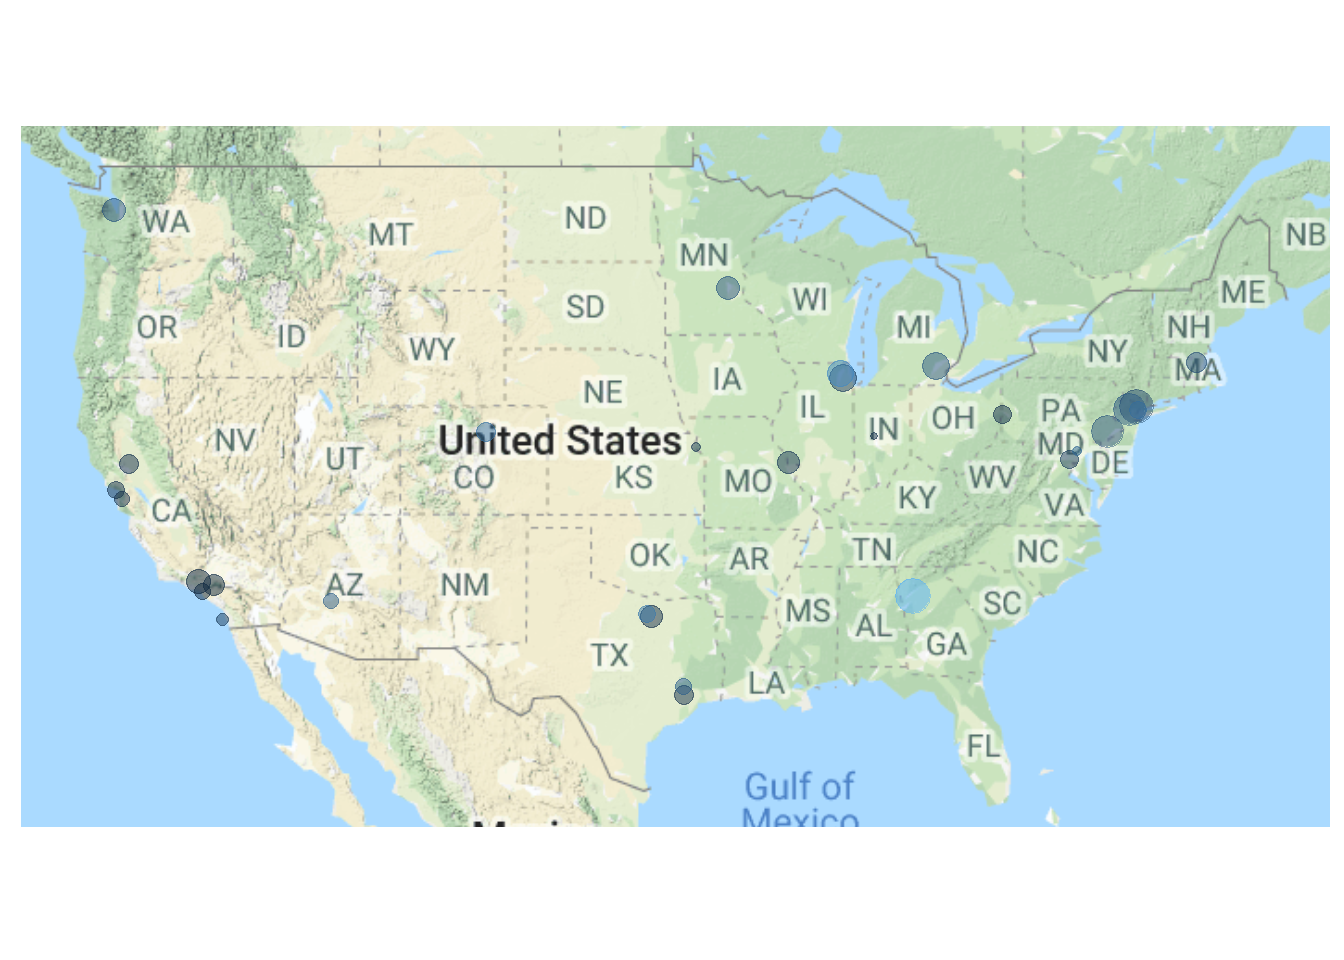 WA
MT
ND
MN
NB
OR
ID
SD
WI
MI
ME
NH
WY
NY
MA
NE
IA
IL
OH
PA
NV
UT
United States
IN
MD
DE
CO
KS
MO
WV
KY
VA
CA
OK
AR
TN
NC
AZ
NM
MS
SC
AL
GA
TX
LA
FL
Gulf of
Mexico